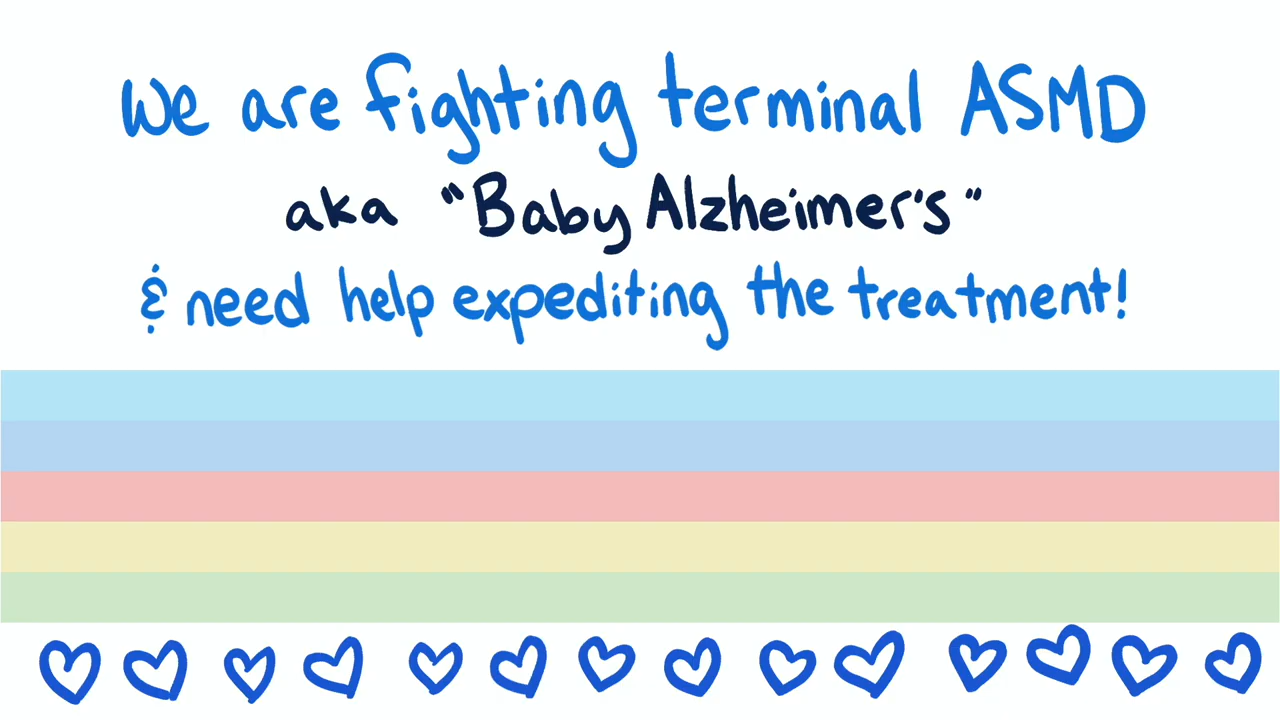 We are fighting terminal ASMD
aka "Baby Alzheimer's"
& need help expediting the treatment!